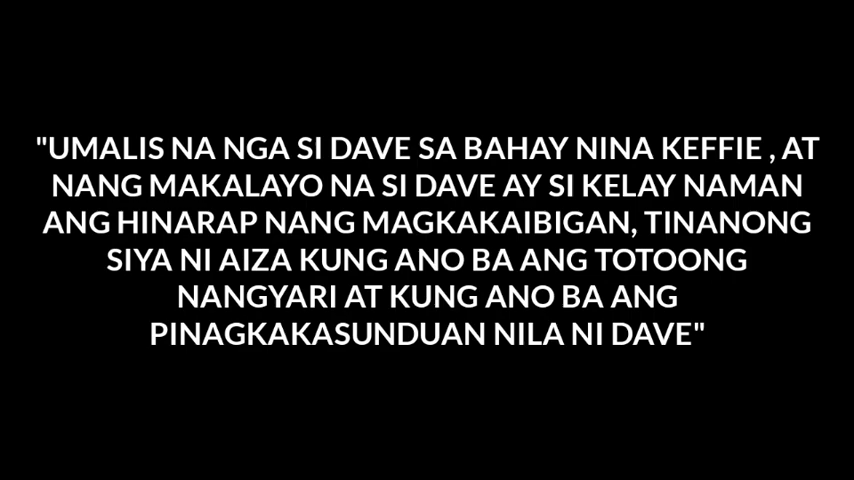 "UMALIS NA NGA SI DAVE SA BAHAY NINA KEFFIE , AT
NANG MAKALAYO NA SI DAVE AY SI KELAY NAMAN
ANG HINARAP NANG MAGKAKAIBIGAN, TINANONG
SIYA NI AIZA KUNG ANO BA ANG TOTOONG
NANGYARI AT KUNG ANO BA ANG
PINAGKAKASUNDUAN NILA NI DAVE"